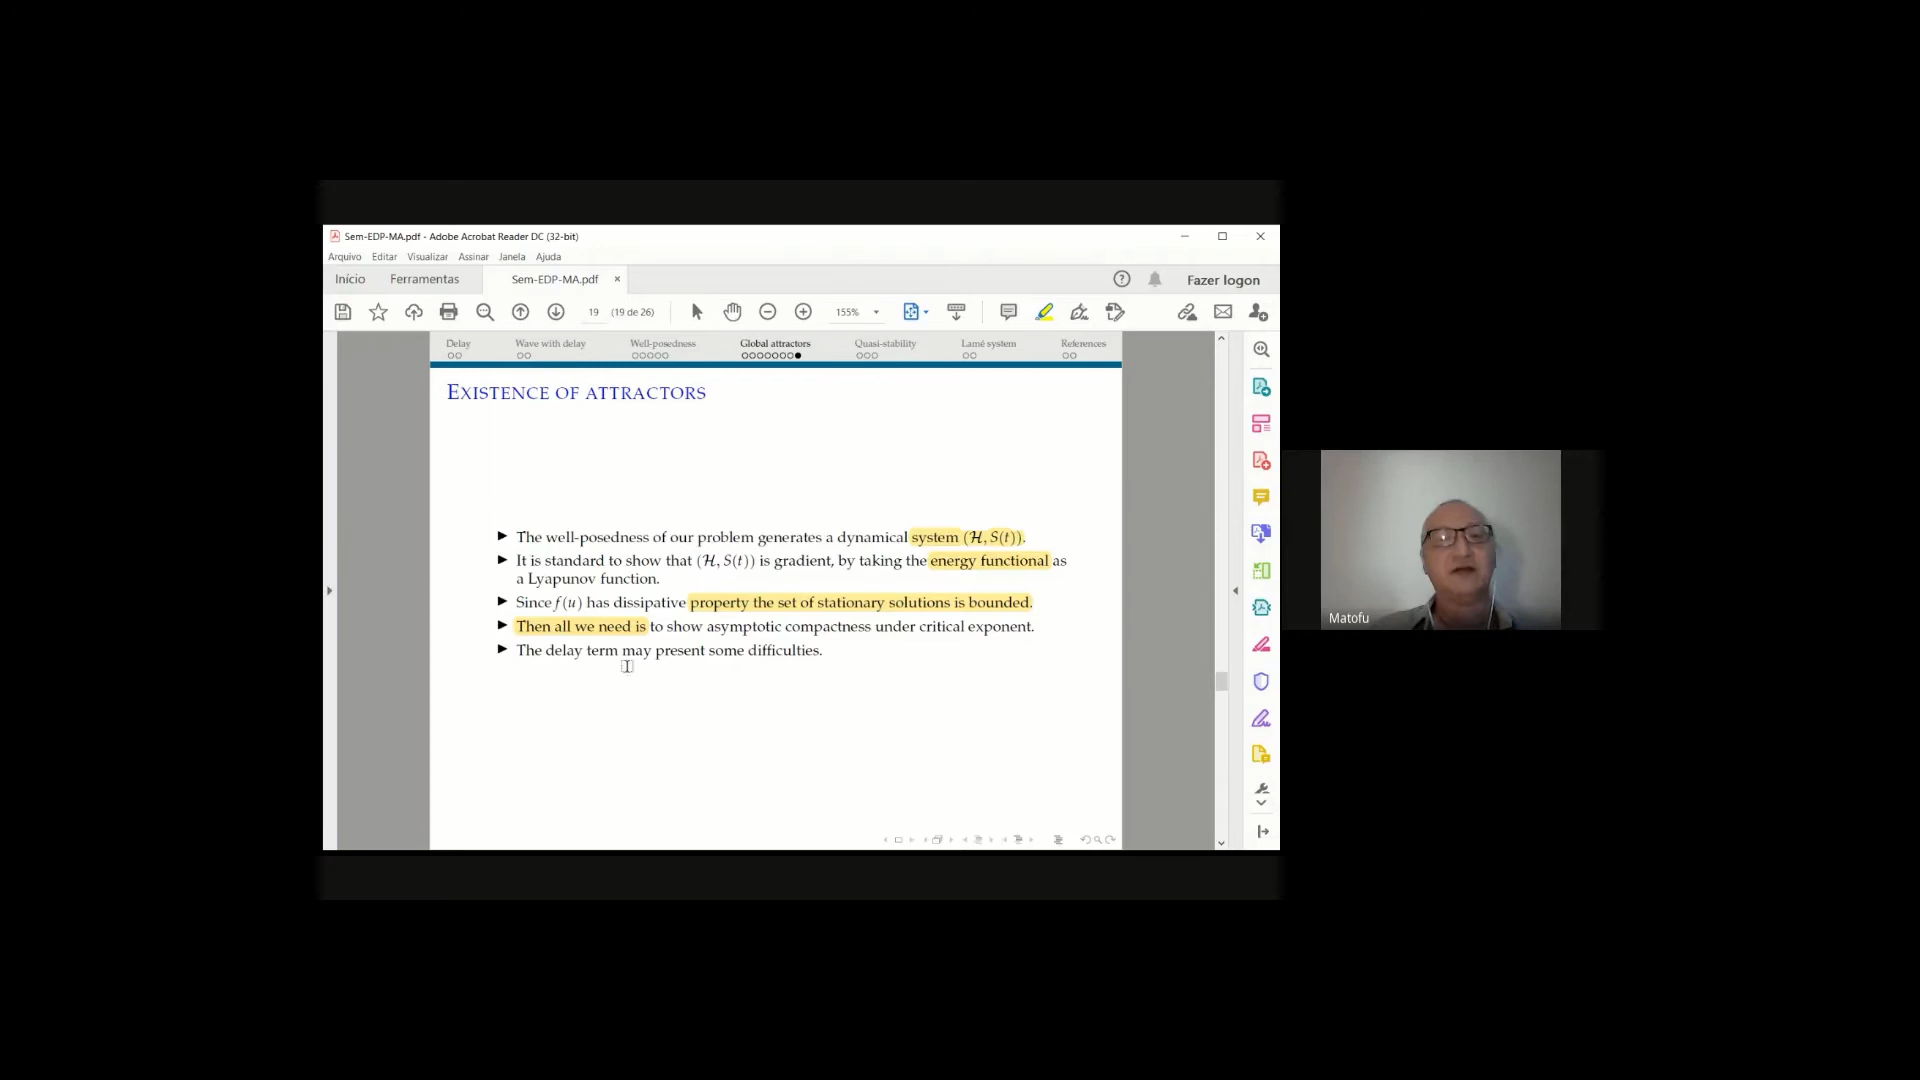 Sem-EDP-MA.pdf - Adobe Acrobat Reader DC (32-bit)
Arquivo Editar Visualizar Assinar Janela Ajuda
Início Ferramentas Sem-EDP-MA.pdf × Fazer logon
19 (19 de 26) 155%
Delay Wave with delay Well-posedness Global attractors Quasi-stability Lamé system References
EXISTENCE OF ATTRACTORS
► The well-posedness of our problem generates a dynamical system (ℋ, S(t)).
► It is standard to show that (ℋ, S(t)) is gradient, by taking the energy functional as
a Lyapunov function.
► Since f(u) has dissipative property the set of stationary solutions is bounded.
► Then all we need is to show asymptotic compactness under critical exponent.
► The delay term may present some difficulties.
Matofu